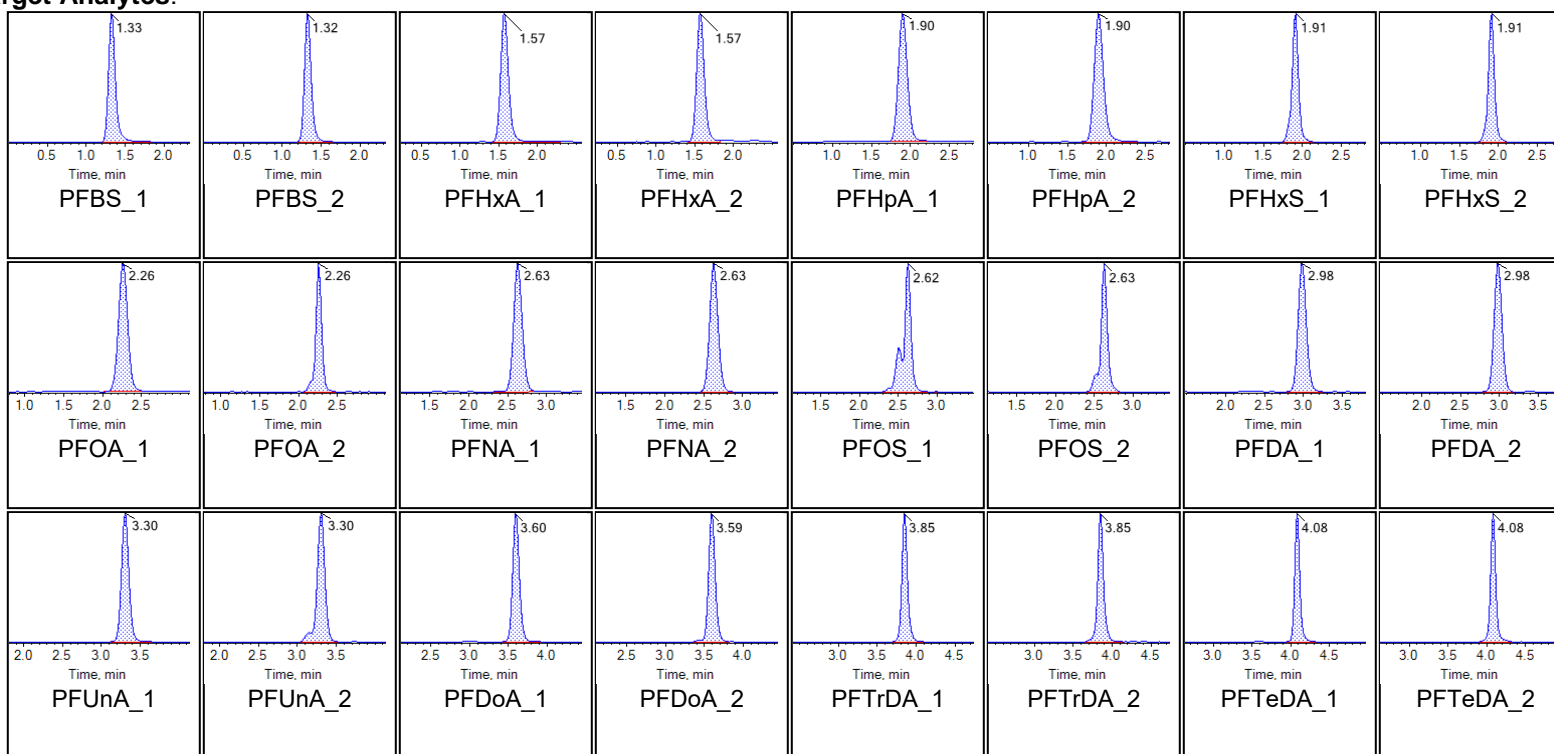 rget Analytes:
1.33 1.32 1.57 1.57 1.90 1.90 1.91 1.91
0.5 1.0 1.5 2.0 0.5 1.0 1.5 2.0 0.5 1.0 1.5 2.0 0.5 1.0 1.5 2.0 1.0 1.5 2.0 2.5 1.0 1.5 2.0 2.5 1.0 1.5 2.0 2.5 1.0 1.5 2.0 2.5
Time, min Time, min Time, min Time, min Time, min Time, min Time, min Time, min
PFBS_1 PFBS_2 PFHxA_1 PFHxA_2 PFHpA_1 PFHpA_2 PFHxS_1 PFHxS_2
2.26 2.26 2.63 2.63 2.62 2.63 2.98 2.98
1.0 1.5 2.0 2.5 1.0 1.5 2.0 2.5 1.5 2.0 2.5 3.0 1.5 2.0 2.5 3.0 1.5 2.0 2.5 3.0 1.5 2.0 2.5 3.0 2.0 2.5 3.0 3.5 2.0 2.5 3.0 3.5
Time, min Time, min Time, min Time, min Time, min Time, min Time, min Time, min
PFOA_1 PFOA_2 PFNA_1 PFNA_2 PFOS_1 PFOS_2 PFDA_1 PFDA_2
3.30 3.30 3.60 3.59 3.85 3.85 4.08 4.08
2.0 2.5 3.0 3.5 2.0 2.5 3.0 3.5 2.5 3.0 3.5 4.0 2.5 3.0 3.5 4.0 3.0 3.5 4.0 4.5 3.0 3.5 4.0 4.5 3.0 3.5 4.0 4.5 3.0 3.5 4.0 4.5
Time, min Time, min Time, min Time, min Time, min Time, min Time, min Time, min
PFUnA_1 PFUnA_2 PFDoA_1 PFDoA_2 PFTrDA_1 PFTrDA_2 PFTeDA_1 PFTeDA_2